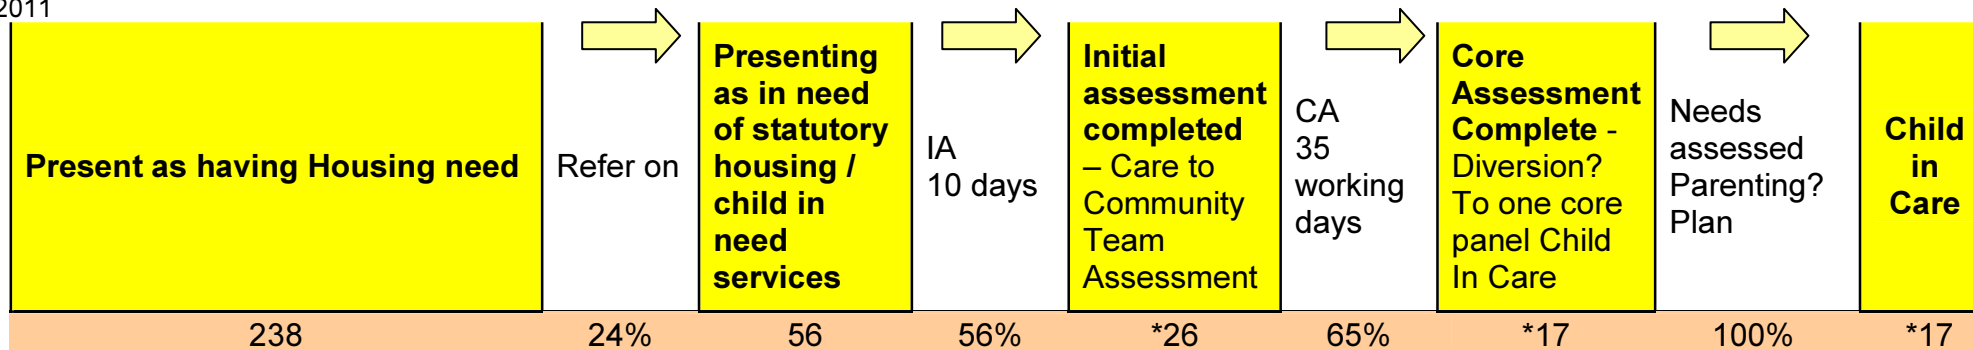 2011
Present as having Housing need
Refer on
Presenting
as in need
of statutory
housing /
child in
need
services
IA
10 days
Initial
assessment
completed
– Care to
Community
Team
Assessment
CA
35
working
days
Core
Assessment
Complete -
Diversion?
To one core
panel Child
In Care
Needs
assessed
Parenting?
Plan
Child
in
Care
238 24% 56 56% *26 65% *17 100% *17